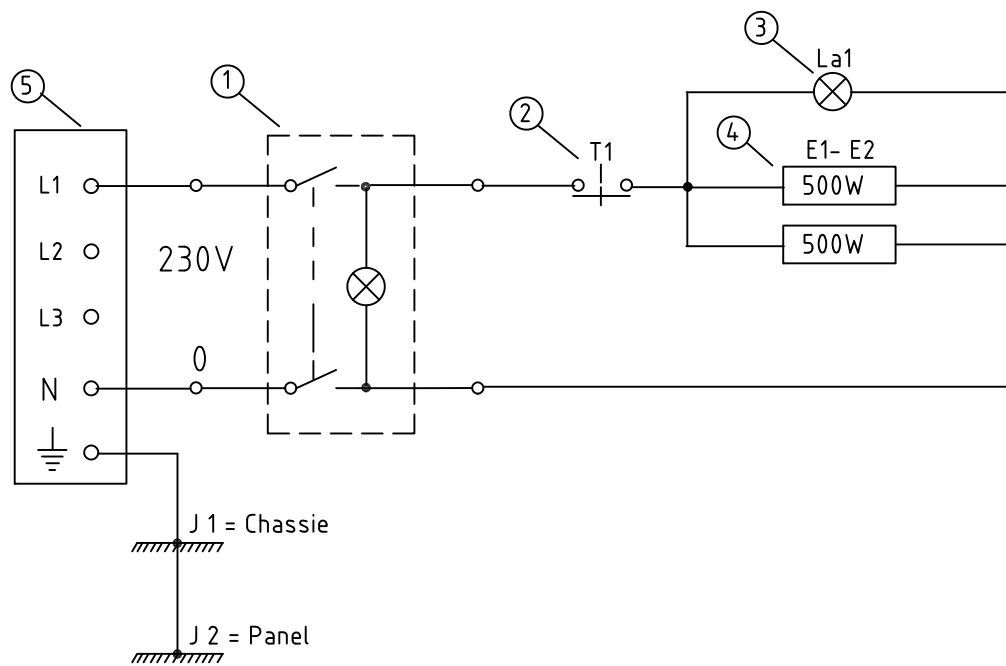 3
La1
5
1
2
4
T1
E1- E2
L1
500W
L2
230V
500W
L3
0
N
J 1 = Chassie
J 2 = Panel